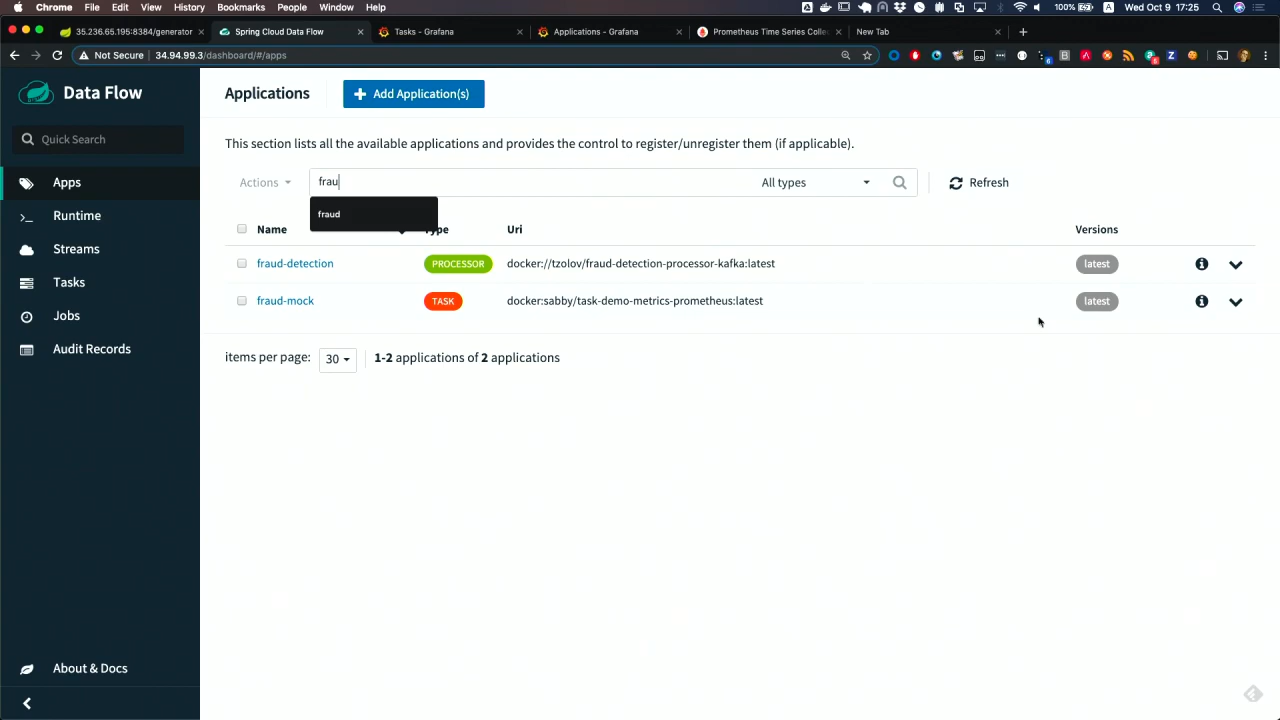 Chrome File Edit View History Bookmarks People Window Help 100% Wed Oct 9 17:25
35.236.65.195:8384/generator Spring Cloud Data Flow Tasks - Grafana Applications - Grafana Prometheus Time Series Colle New Tab
Not Secure 34.94.99.3/dashboard/#/apps
Data Flow
Quick Search
Apps
Runtime
Streams
Tasks
Jobs
Audit Records
About & Docs
Applications
Add Application(s)
This section lists all the available applications and provides the control to register/unregister them (if applicable).
Actions frau All types Refresh
fraud
Name Type Uri Versions
fraud-detection PROCESSOR docker://tzolov/fraud-detection-processor-kafka:latest latest
fraud-mock TASK docker:sabby/task-demo-metrics-prometheus:latest latest
items per page: 30 1-2 applications of 2 applications